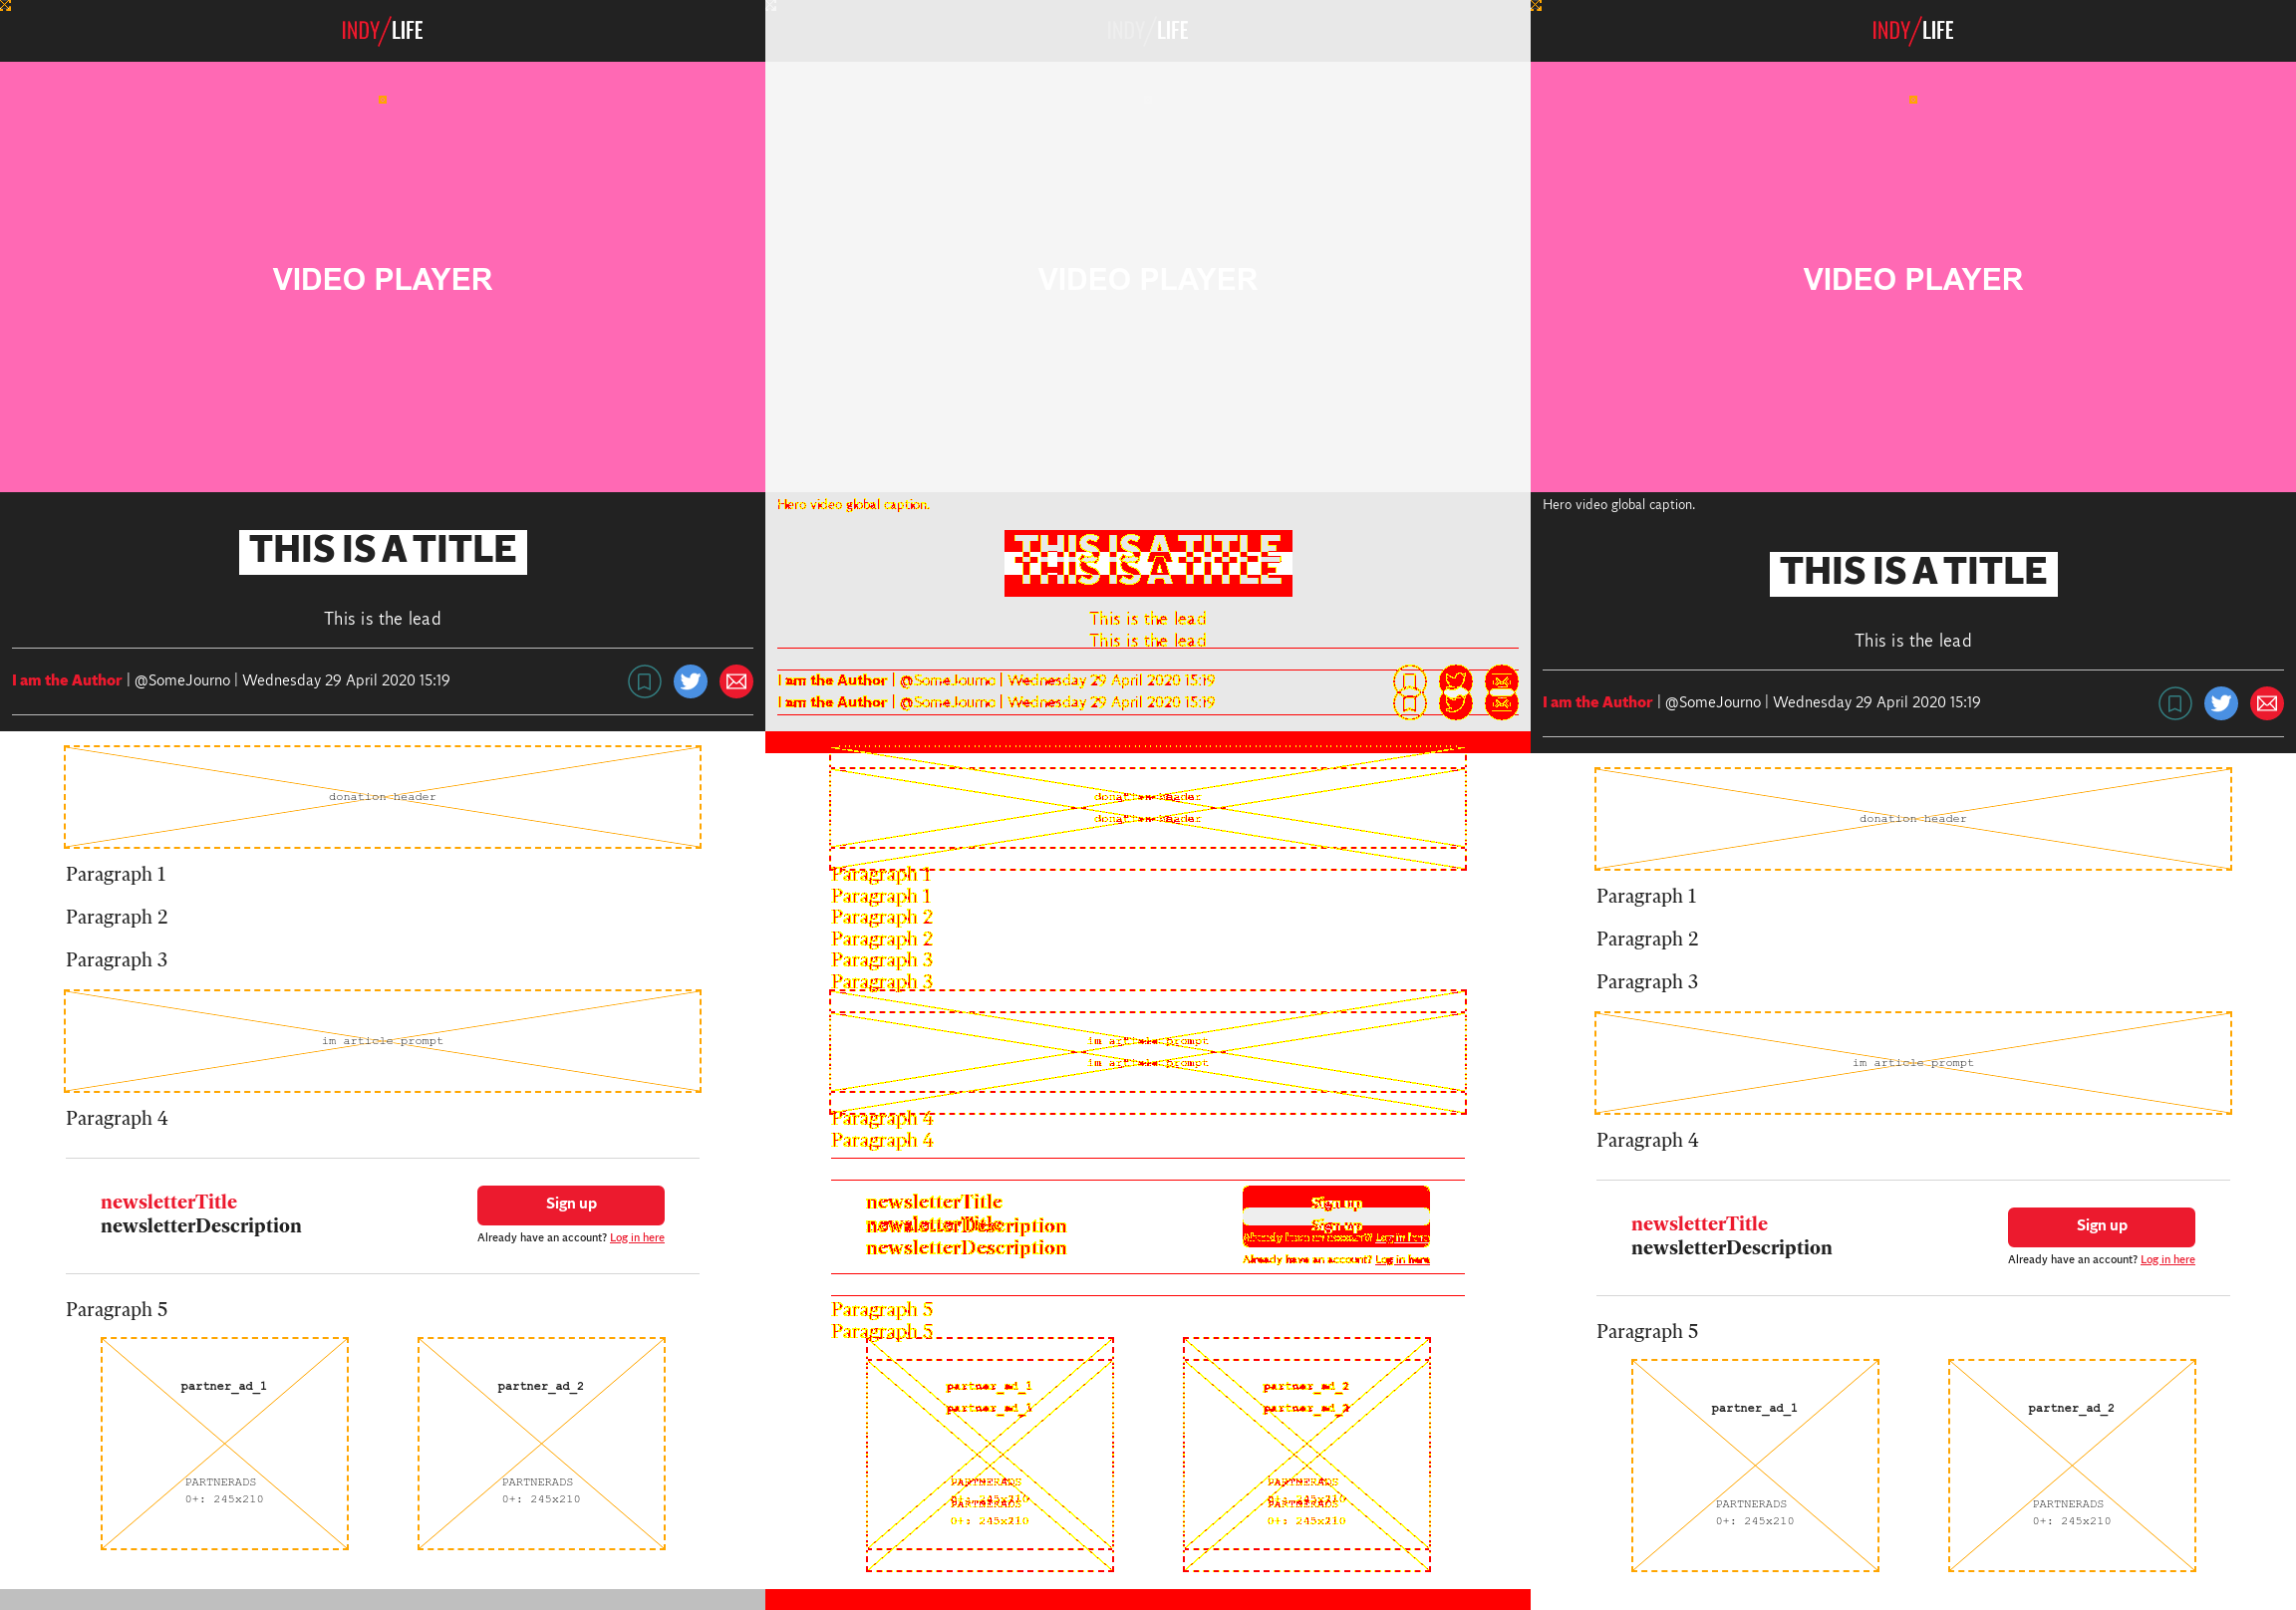 INDY/LIFE
VIDEO PLAYER
THIS IS A TITLE
This is the lead
I am the Author | @SomeJourno | Wednesday 29 April 2020 15:19
donation header
Paragraph 1
Paragraph 2
Paragraph 3
im article prompt
Paragraph 4
newsletterTitle
newsletterDescription
Sign up
Already have an account? Log in here
Paragraph 5
partner_ad_1
PARTNERADS
0+: 245x210
partner_ad_2
PARTNERADS
0+: 245x210
INDY/LIFE
VIDEO PLAYER
Hero video global caption.
THIS IS A TITLE
THIS IS A TITLE
This is the lead
This is the lead
I am the Author | @SomeJourno | Wednesday 29 April 2020 15:19
I am the Author | @SomeJourno | Wednesday 29 April 2020 15:19
donation header
donation header
Paragraph 1
Paragraph 1
Paragraph 2
Paragraph 2
Paragraph 3
Paragraph 3
im article prompt
im article prompt
Paragraph 4
Paragraph 4
newsletterTitle
newsletterTitle
newsletterDescription
newsletterDescription
Sign up
Sign up
Already have an account? Log in here
Already have an account? Log in here
Paragraph 5
Paragraph 5
partner_ad_1
partner_ad_1
PARTNERADS
0+: 245x210
PARTNERADS
0+: 245x210
partner_ad_2
partner_ad_2
PARTNERADS
0+: 245x210
PARTNERADS
0+: 245x210
INDY/LIFE
VIDEO PLAYER
Hero video global caption.
THIS IS A TITLE
This is the lead
I am the Author | @SomeJourno | Wednesday 29 April 2020 15:19
donation header
Paragraph 1
Paragraph 2
Paragraph 3
im article prompt
Paragraph 4
newsletterTitle
newsletterDescription
Sign up
Already have an account? Log in here
Paragraph 5
partner_ad_1
PARTNERADS
0+: 245x210
partner_ad_2
PARTNERADS
0+: 245x210